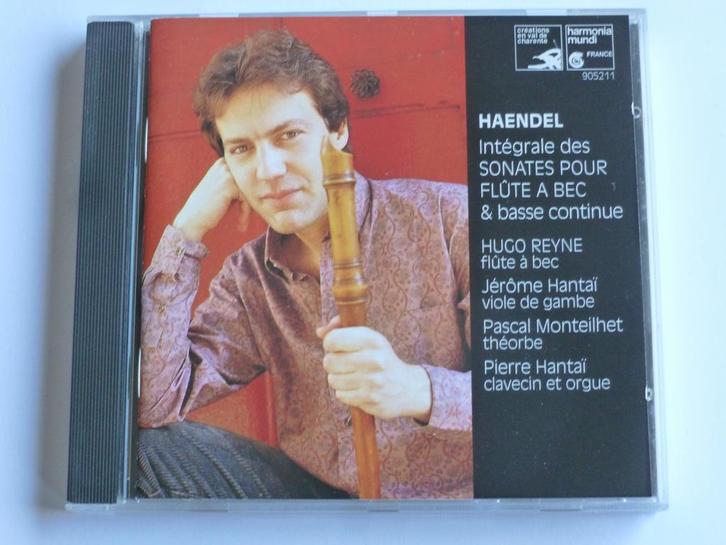 créations
en val de
charente
harmonia
mundi
FRANCE
905211
HAENDEL
Intégrale des
SONATES POUR
FLÛTE A BEC
& basse continue
HUGO REYNE
flûte à bec
Jérôme Hantaï
viole de gambe
Pascal Monteilhet
théorbe
Pierre Hantaï
clavecin et orgue